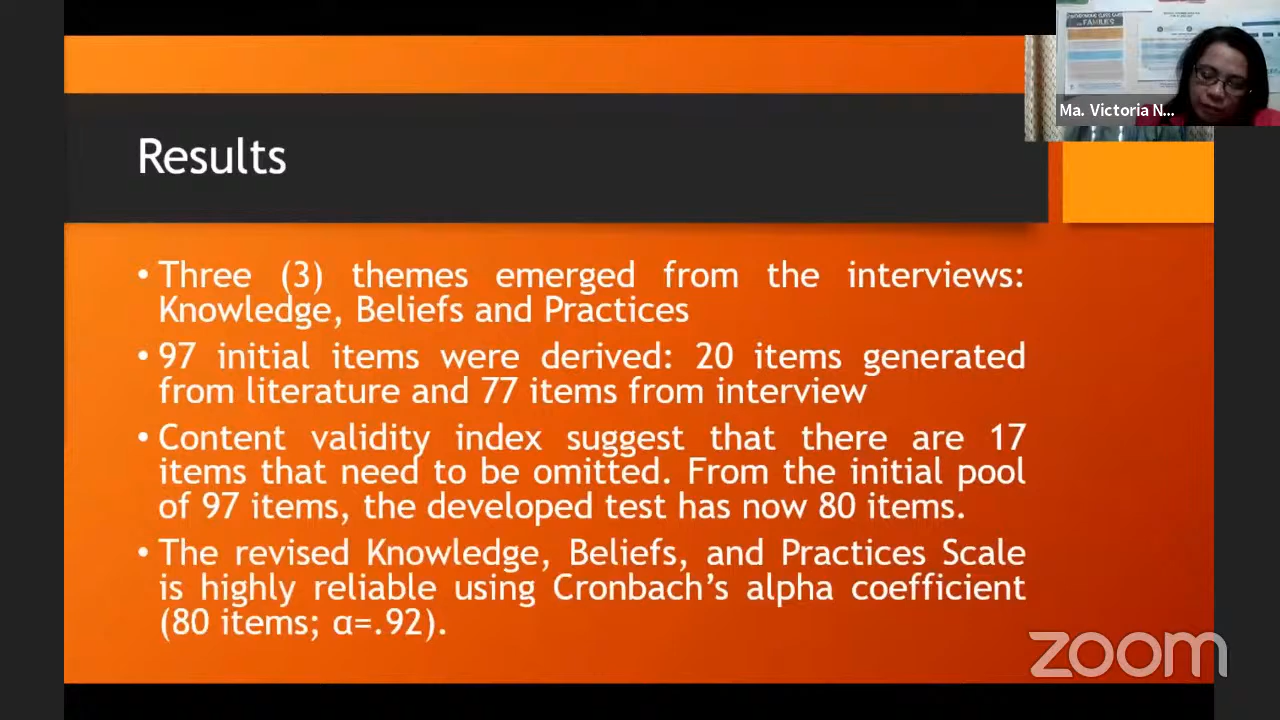 FAMILIES
Ma. Victoria N...
Results
• Three (3) themes emerged from the interviews:
Knowledge, Beliefs and Practices
• 97 initial items were derived: 20 items generated
from literature and 77 items from interview
• Content validity index suggest that there are 17
items that need to be omitted. From the initial pool
of 97 items, the developed test has now 80 items.
• The revised Knowledge, Beliefs, and Practices Scale
is highly reliable using Cronbach's alpha coefficient
(80 items; α=.92).
zoom